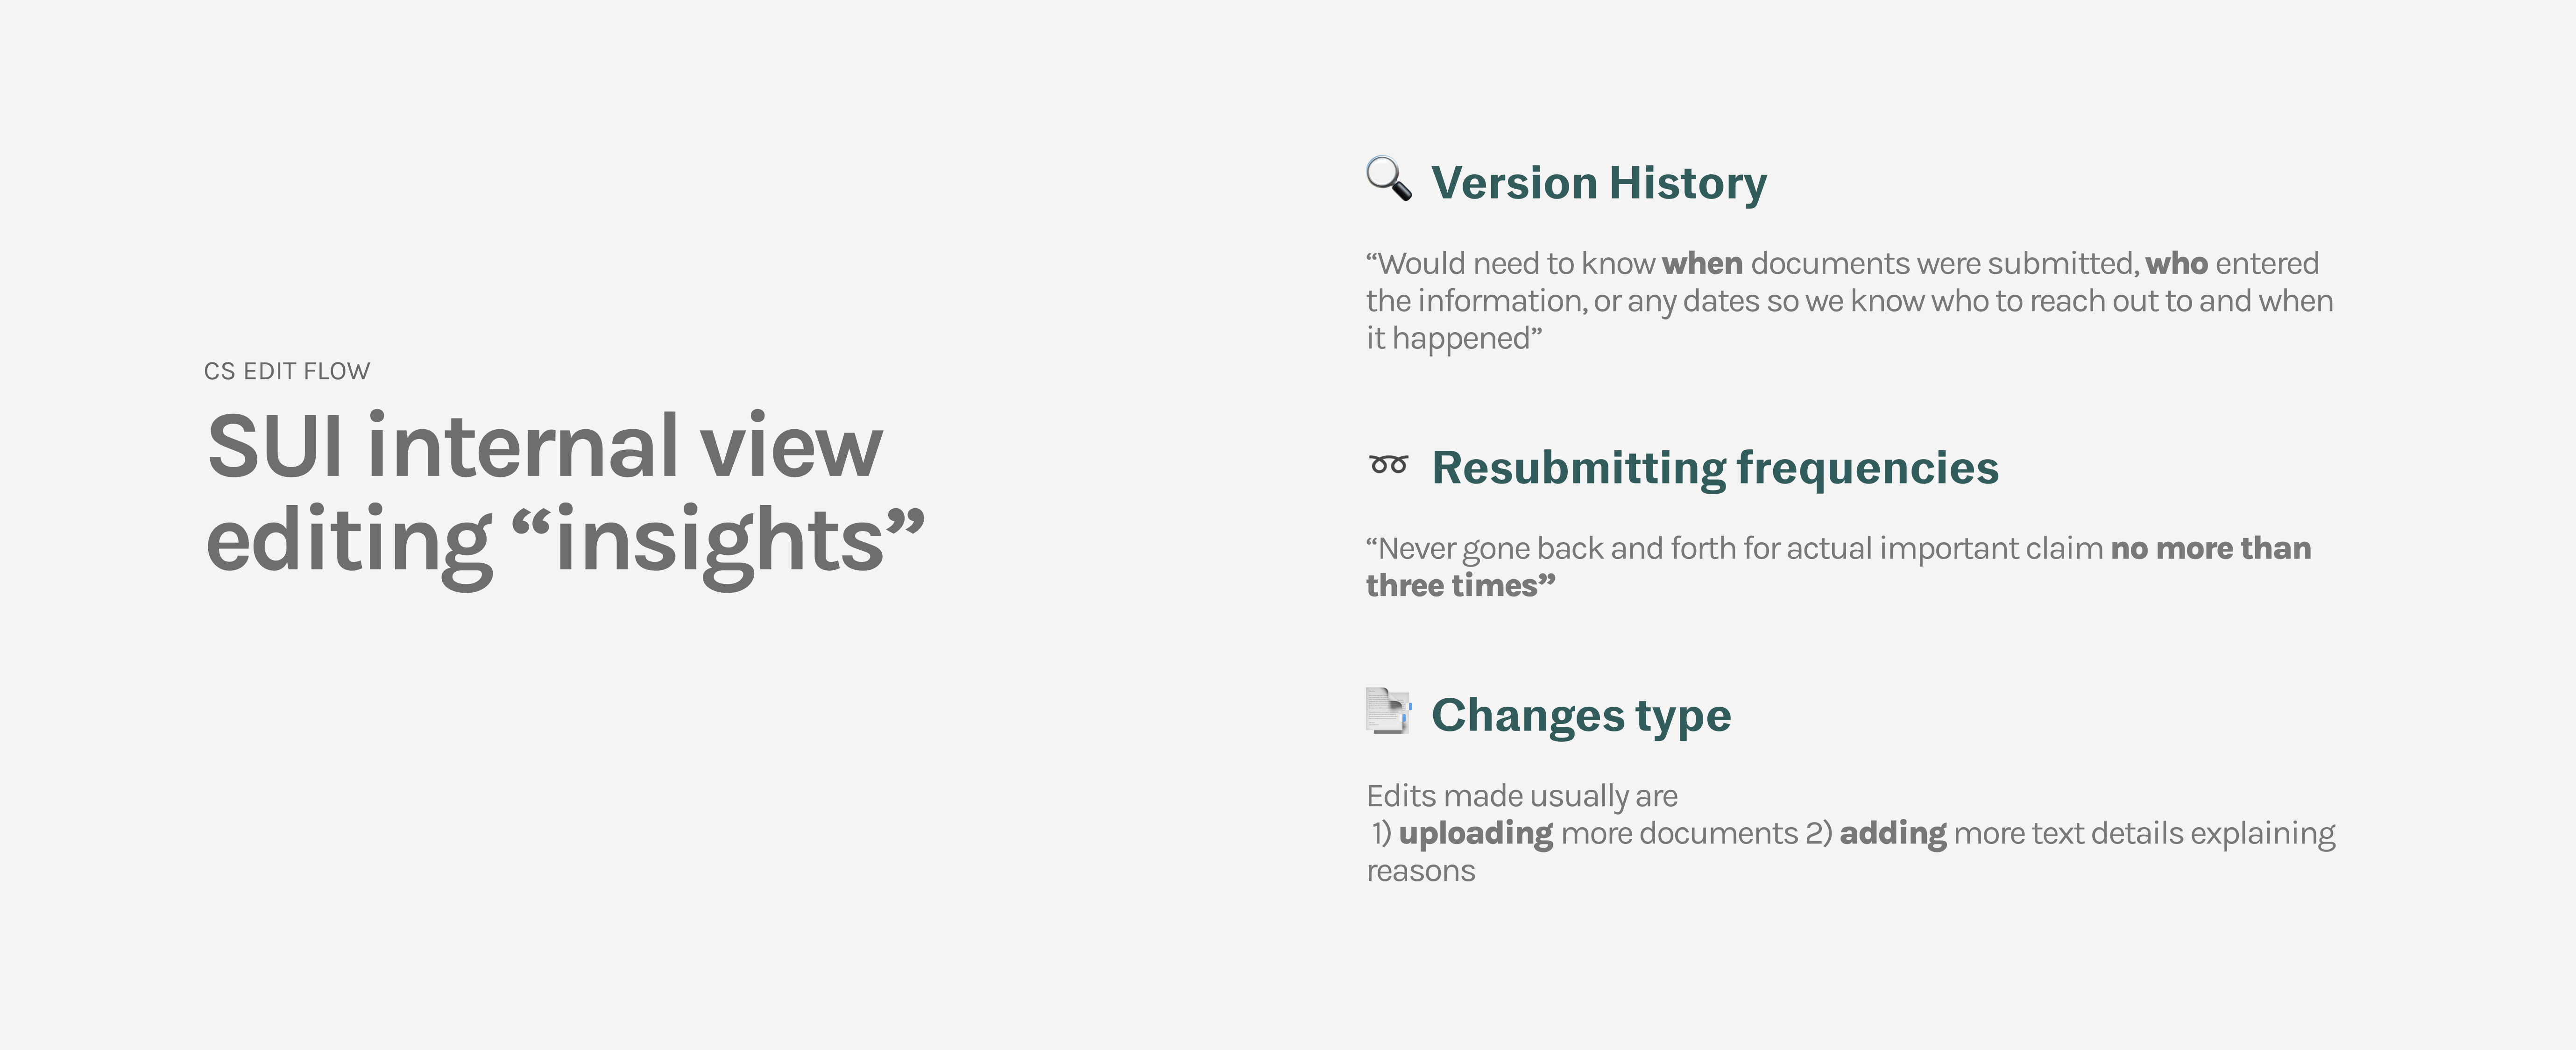 CS EDIT FLOW
SUI internal view
editing “insights”
Version History
“Would need to know when documents were submitted, who entered
the information, or any dates so we know who to reach out to and when
it happened”
Resubmitting frequencies
“Never gone back and forth for actual important claim no more than
three times”
Changes type
Edits made usually are
1) uploading more documents 2) adding more text details explaining
reasons